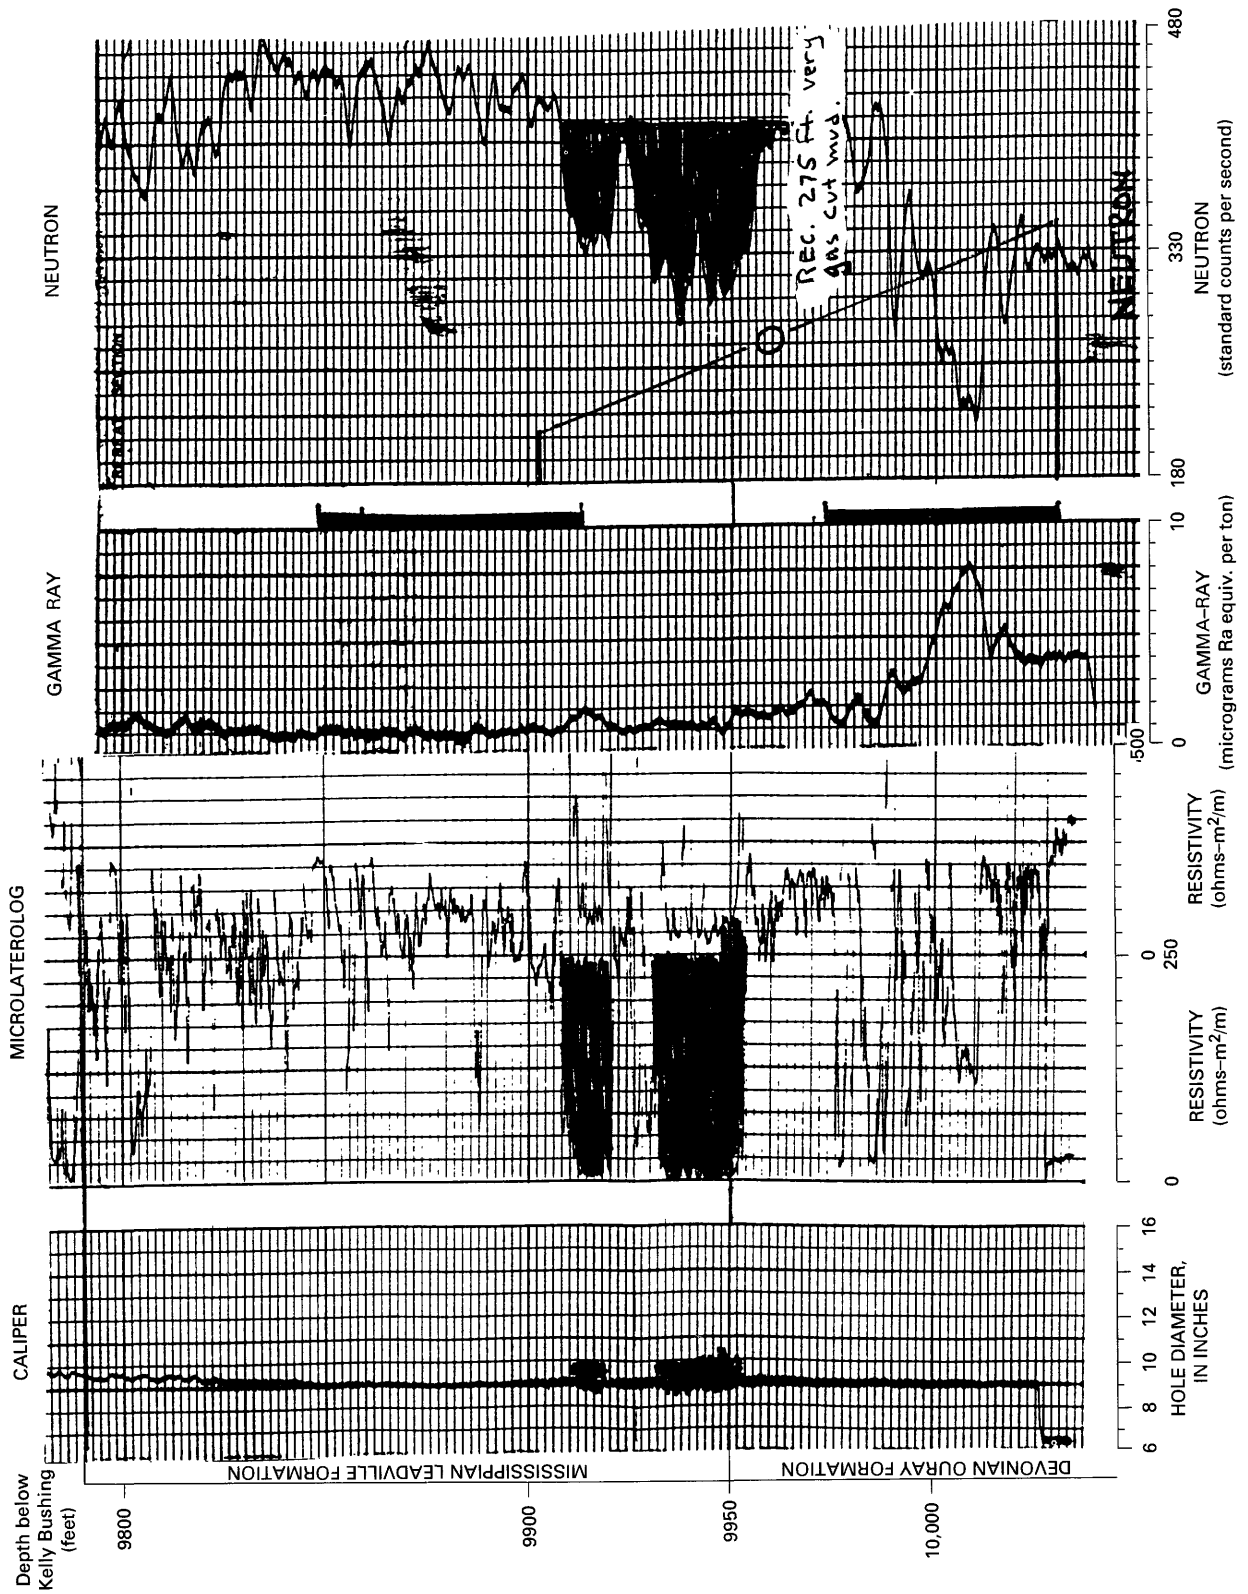 NEUTRON
GAMMA RAY
MICROLATEROLOG
CALIPER
Depth below
Kelly Bushing
(feet)
REPEAT SECTION
REC. 275 Ft. very
gas cut mud.
NEUTRON
MISSISSIPPIAN LEADVILLE FORMATION
DEVONIAN OURAY FORMATION
9800
9900
9950
10,000
480
330
180
NEUTRON
(standard counts per second)
10
0
GAMMA–RAY
(micrograms Ra equiv. per ton)
500
250
0
0
RESISTIVITY
(ohms–m²/m)
RESISTIVITY
(ohms–m²/m)
16
14
12
10
8
6
HOLE DIAMETER,
IN INCHES